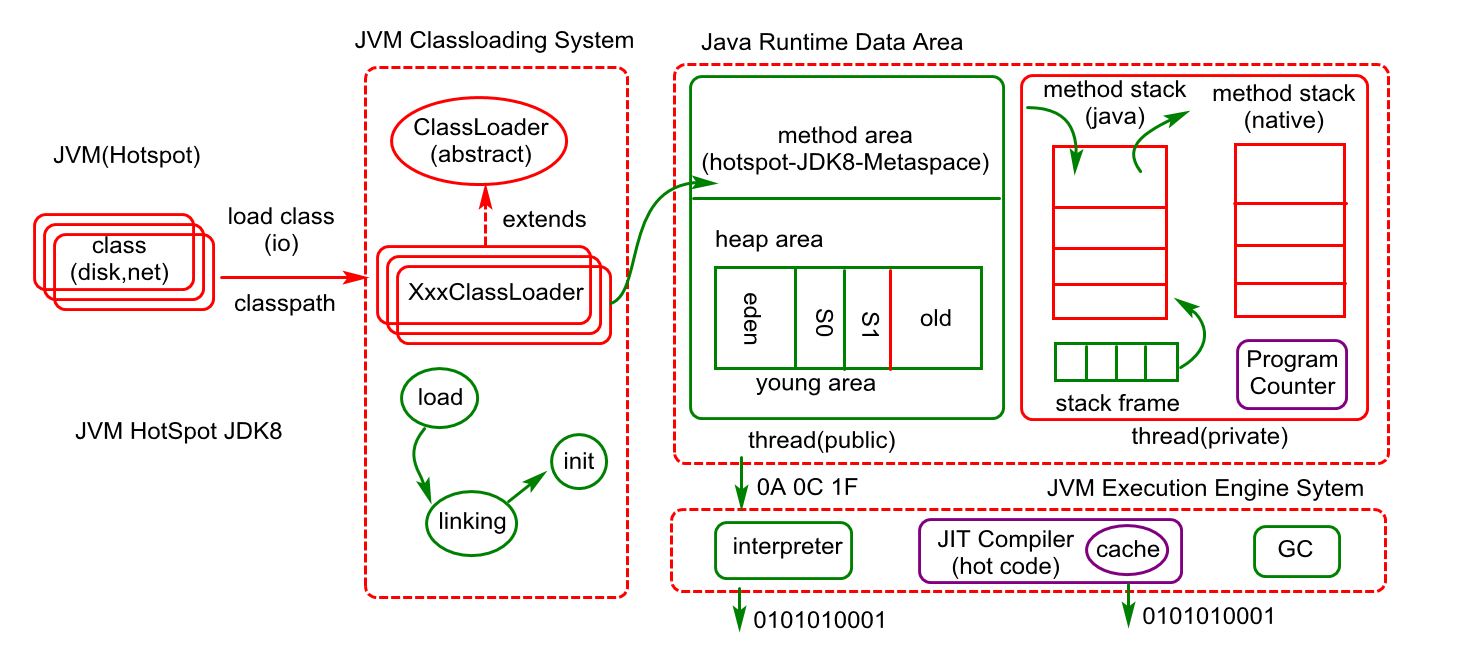 JVM Classloading System
Java Runtime Data Area
JVM(Hotspot)
class
(disk,net)
load class
(io)
classpath
JVM HotSpot JDK8
ClassLoader
(abstract)
extends
XxxClassLoader
load
linking
init
method area
(hotspot-JDK8-Metaspace)
heap area
eden
S0
S1
old
young area
thread(public)
method stack
(java)
method stack
(native)
stack frame
Program
Counter
thread(private)
0A 0C 1F
JVM Execution Engine Sytem
interpreter
JIT Compiler
(hot code)
cache
GC
0101010001
0101010001